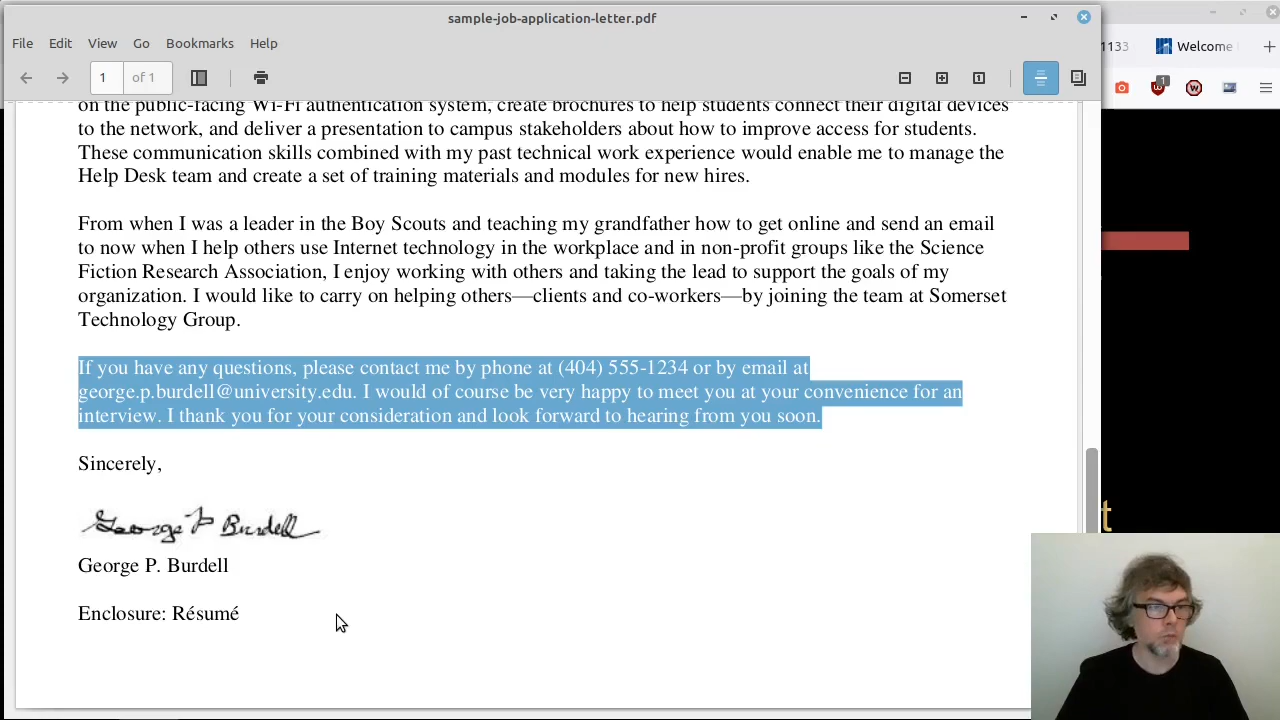 sample-job-application-letter.pdf
File Edit View Go Bookmarks Help
1133 Welcome
1 of 1
1
on the public-facing Wi-Fi authentication system, create brochures to help students connect their digital devices
to the network, and deliver a presentation to campus stakeholders about how to improve access for students.
These communication skills combined with my past technical work experience would enable me to manage the
Help Desk team and create a set of training materials and modules for new hires.
From when I was a leader in the Boy Scouts and teaching my grandfather how to get online and send an email
to now when I help others use Internet technology in the workplace and in non-profit groups like the Science
Fiction Research Association, I enjoy working with others and taking the lead to support the goals of my
organization. I would like to carry on helping others—clients and co-workers—by joining the team at Somerset
Technology Group.
If you have any questions, please contact me by phone at (404) 555-1234 or by email at
george.p.burdell@university.edu. I would of course be very happy to meet you at your convenience for an
interview. I thank you for your consideration and look forward to hearing from you soon.
Sincerely,
George P Burdell
George P. Burdell
Enclosure: Résumé
t